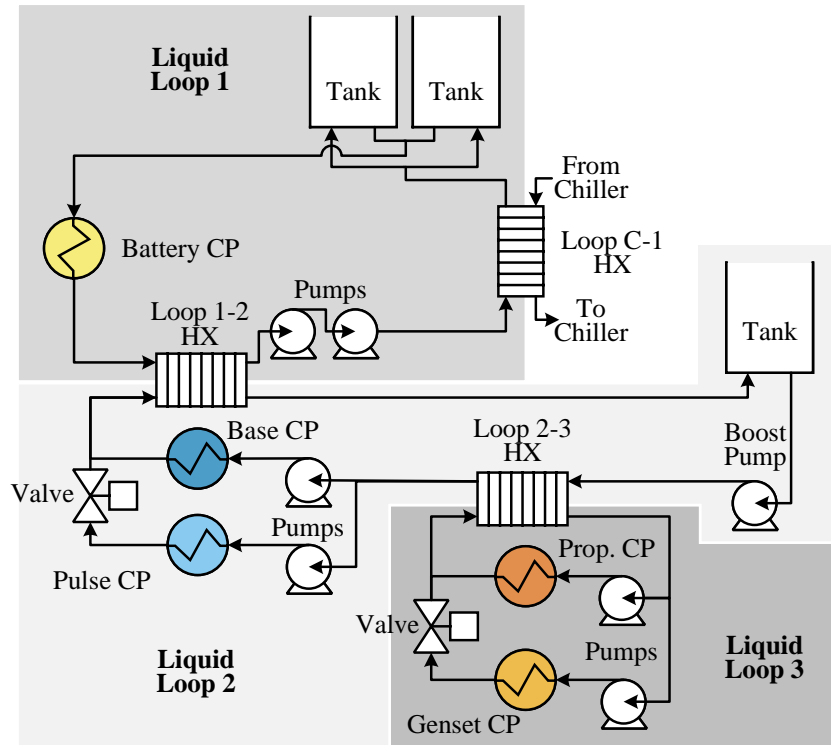 Liquid
Loop 1
Tank
Tank
From
Chiller
Battery CP
Loop C-1
HX
Pumps
To
Chiller
Loop 1-2
HX
Tank
Base CP
Loop 2-3
HX
Boost
Pump
Valve
Pumps
Pulse CP
Prop. CP
Valve
Pumps
Liquid
Loop 2
Liquid
Loop 3
Genset CP